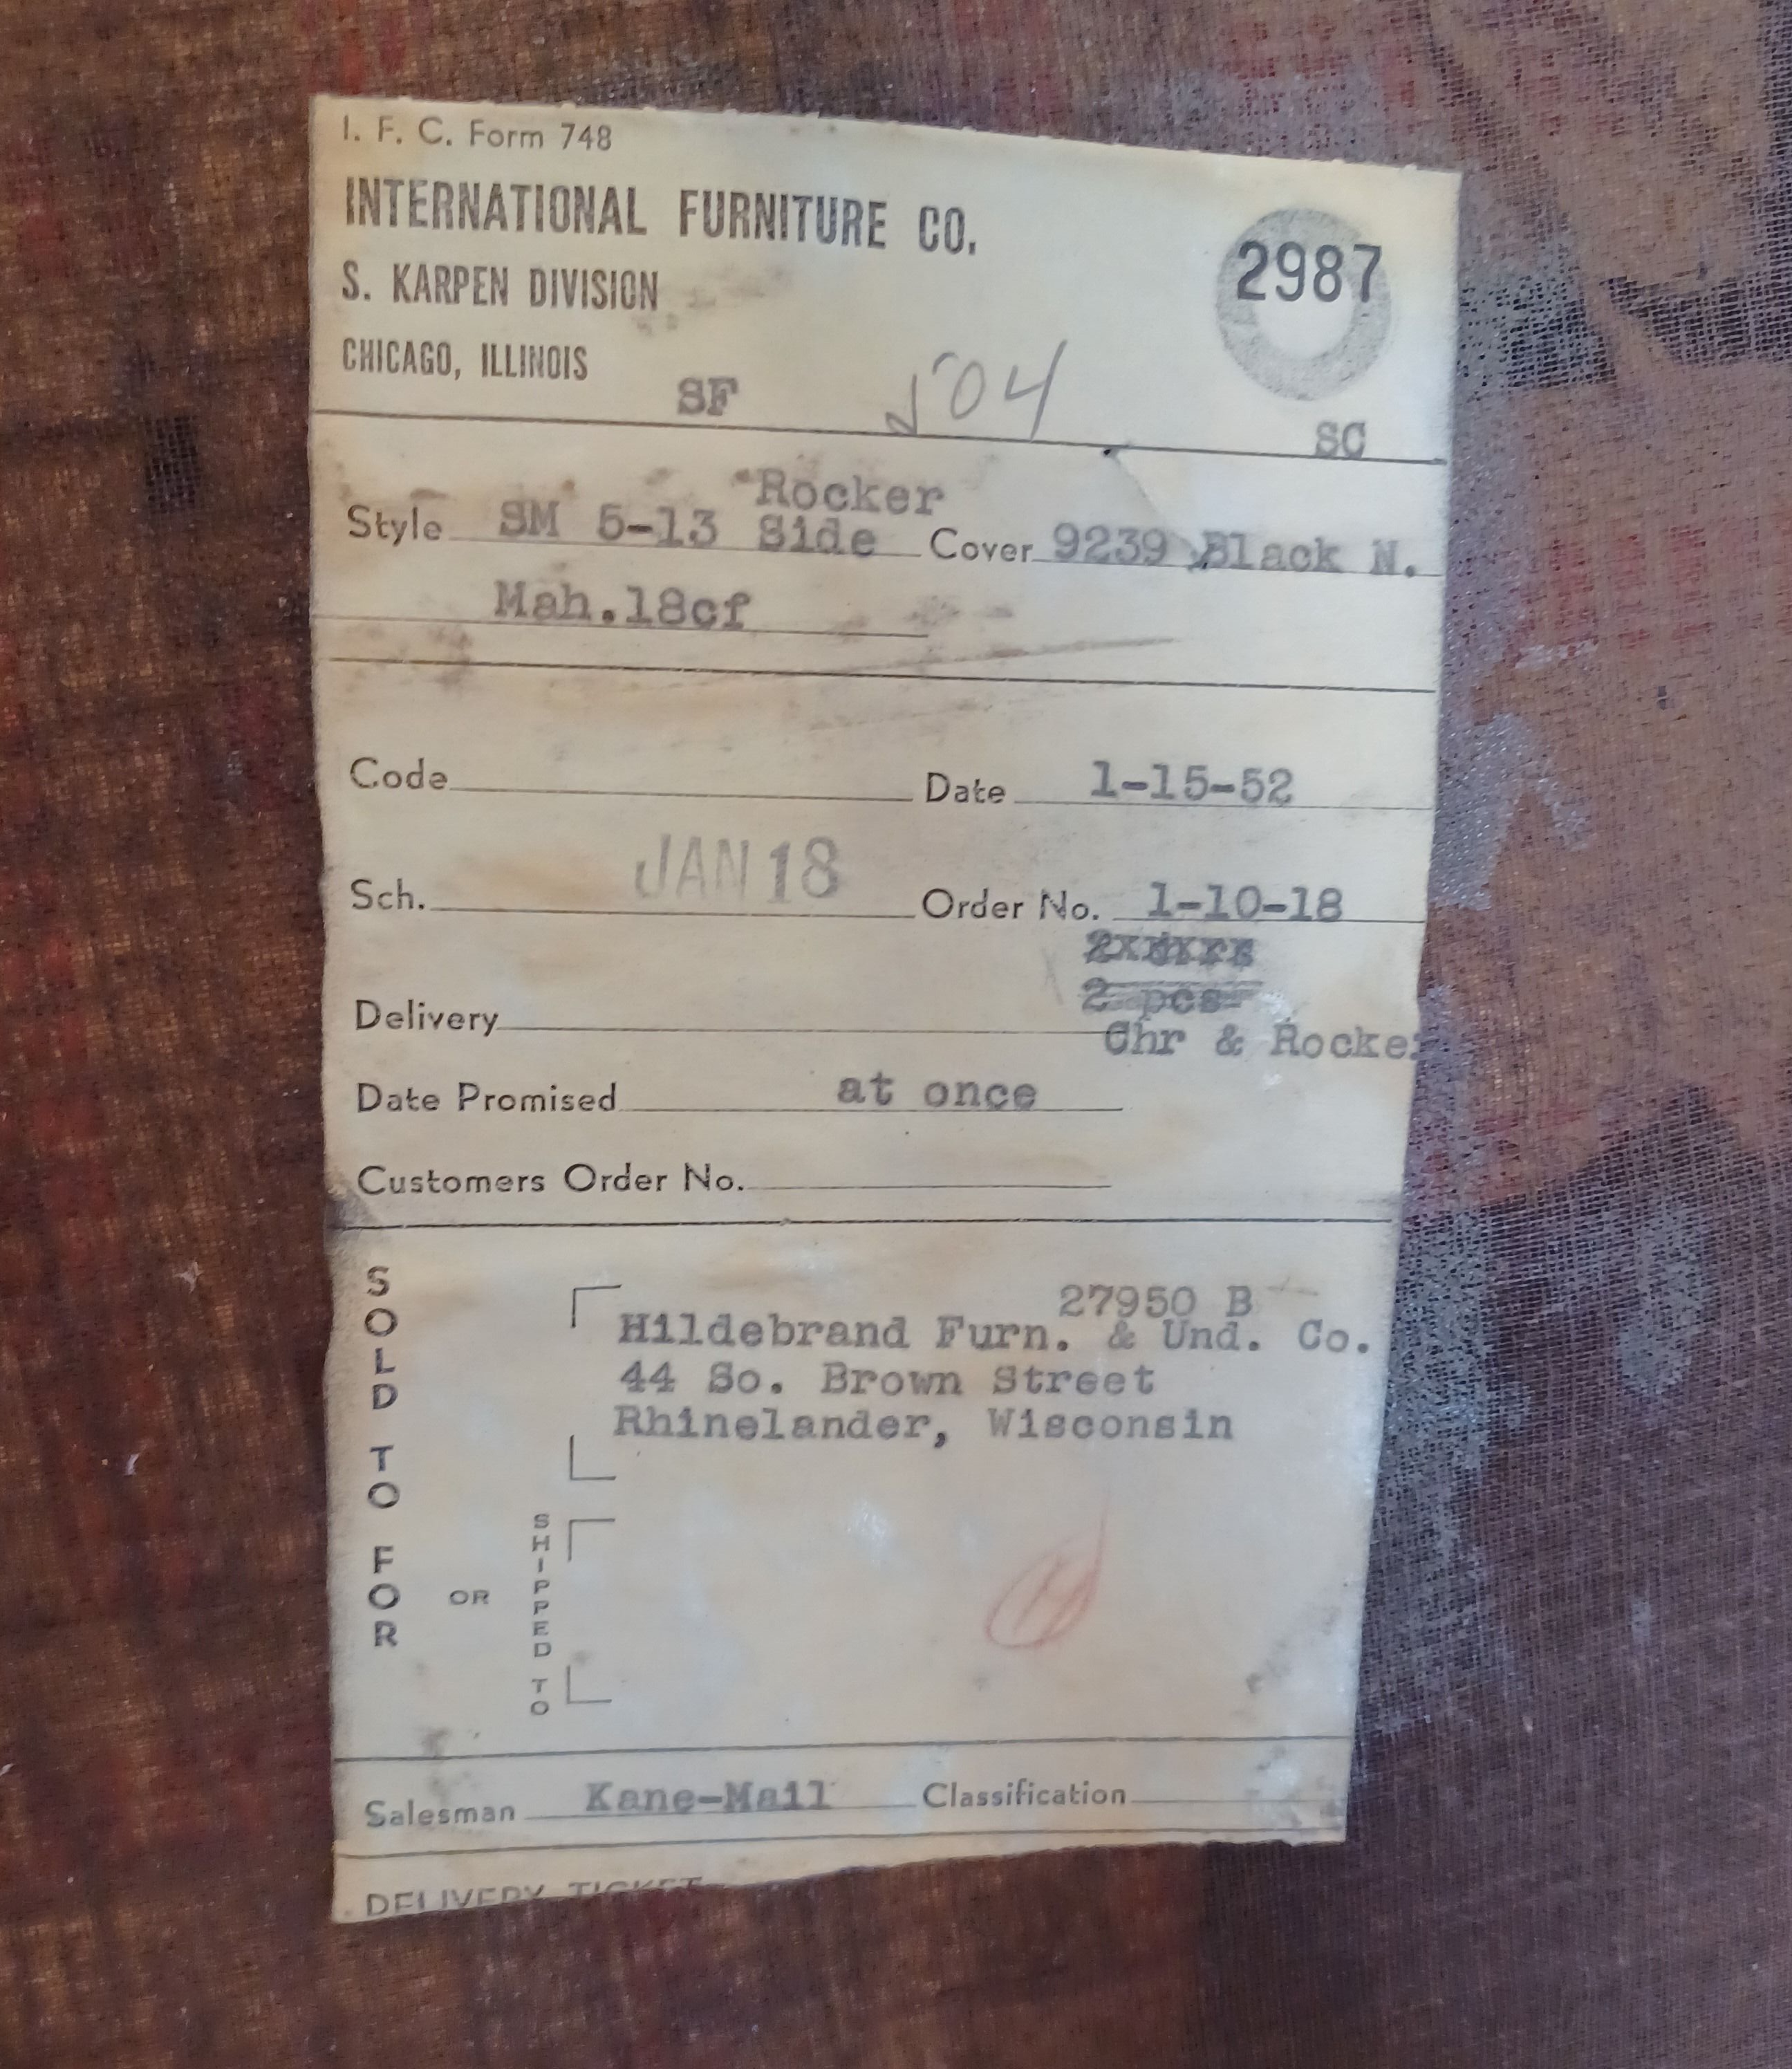 I. F. C. Form 748
INTERNATIONAL FURNITURE CO.
2987
S. KARPEN DIVISION
CHICAGO, ILLINOIS
SF 504
SC
Rocker
Style SM 5-13 Side Cover 9239 Black N.
Mah.18cf
Code Date 1-15-52
Sch. JAN 18 Order No. 1-10-18
2 pcs
Delivery
Chr & Rocke
Date Promised at once
Customers Order No.
SOLD TO FOR
27950 B
Hildebrand Furn. & Und. Co.
44 So. Brown Street
Rhinelander, Wisconsin
OR
SHIPPED TO
Salesman Kane-Mail Classification
DELIVERY TICKET